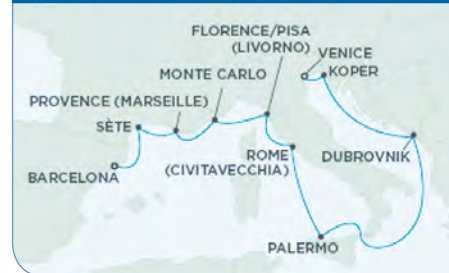 FLORENCE/PISA
(LIVORNO)
VENICE
KOPER
MONTE CARLO
PROVENCE (MARSEILLE)
SÈTE
BARCELONA
ROME
(CIVITAVECCHIA)
DUBROVNIK
PALERMO